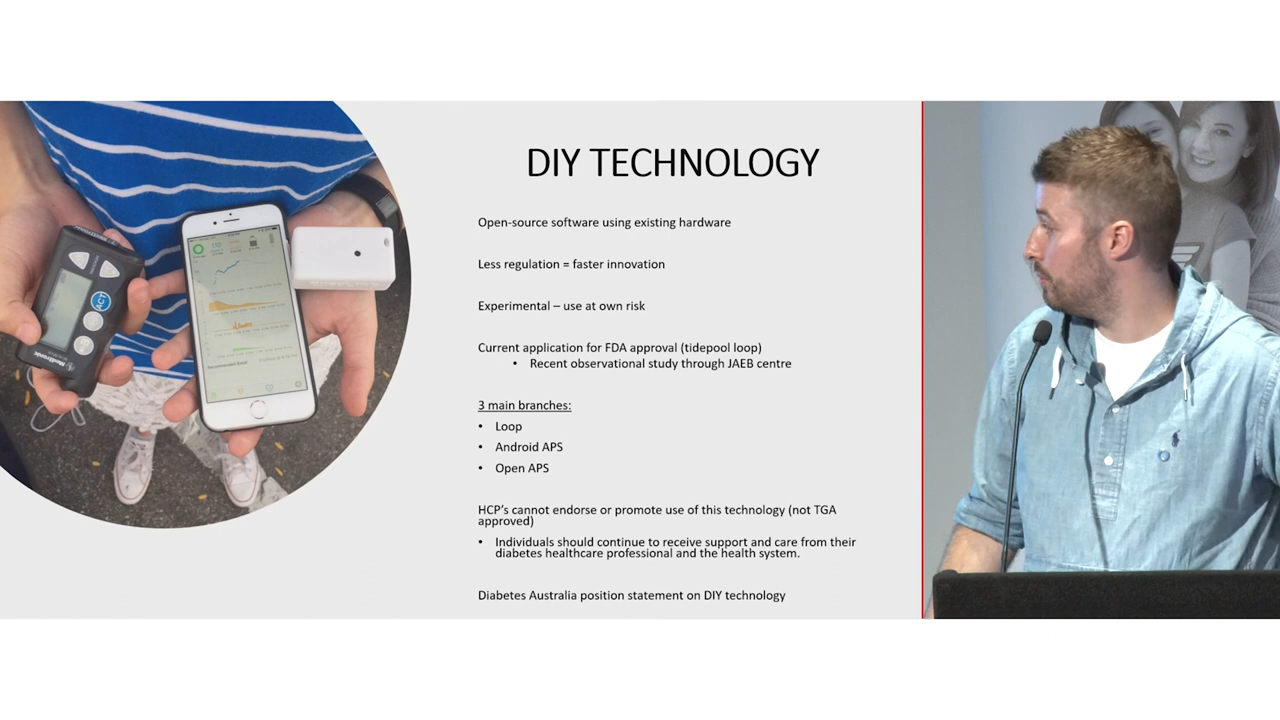 DIY TECHNOLOGY
Open-source software using existing hardware
Less regulation = faster innovation
Experimental – use at own risk
Current application for FDA approval (tidepool loop)
• Recent observational study through JAEB centre
3 main branches:
• Loop
• Android APS
• Open APS
HCP's cannot endorse or promote use of this technology (not TGA
approved)
• Individuals should continue to receive support and care from their
diabetes healthcare professional and the health system.
Diabetes Australia position statement on DIY technology
ACT
Medtronic